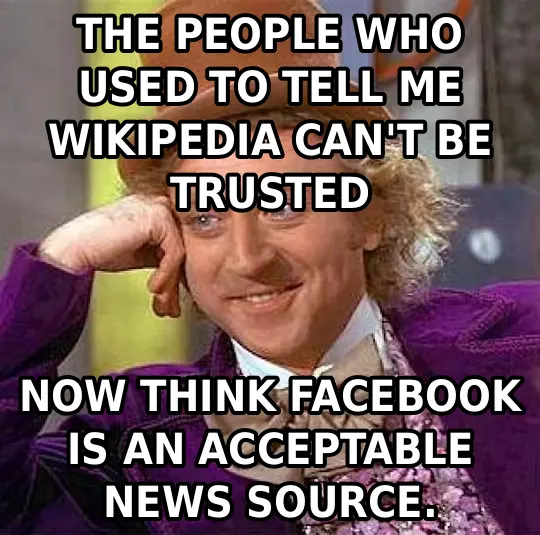 THE PEOPLE WHO
USED TO TELL ME
WIKIPEDIA CAN'T BE
TRUSTED
NOW THINK FACEBOOK
IS AN ACCEPTABLE
NEWS SOURCE.